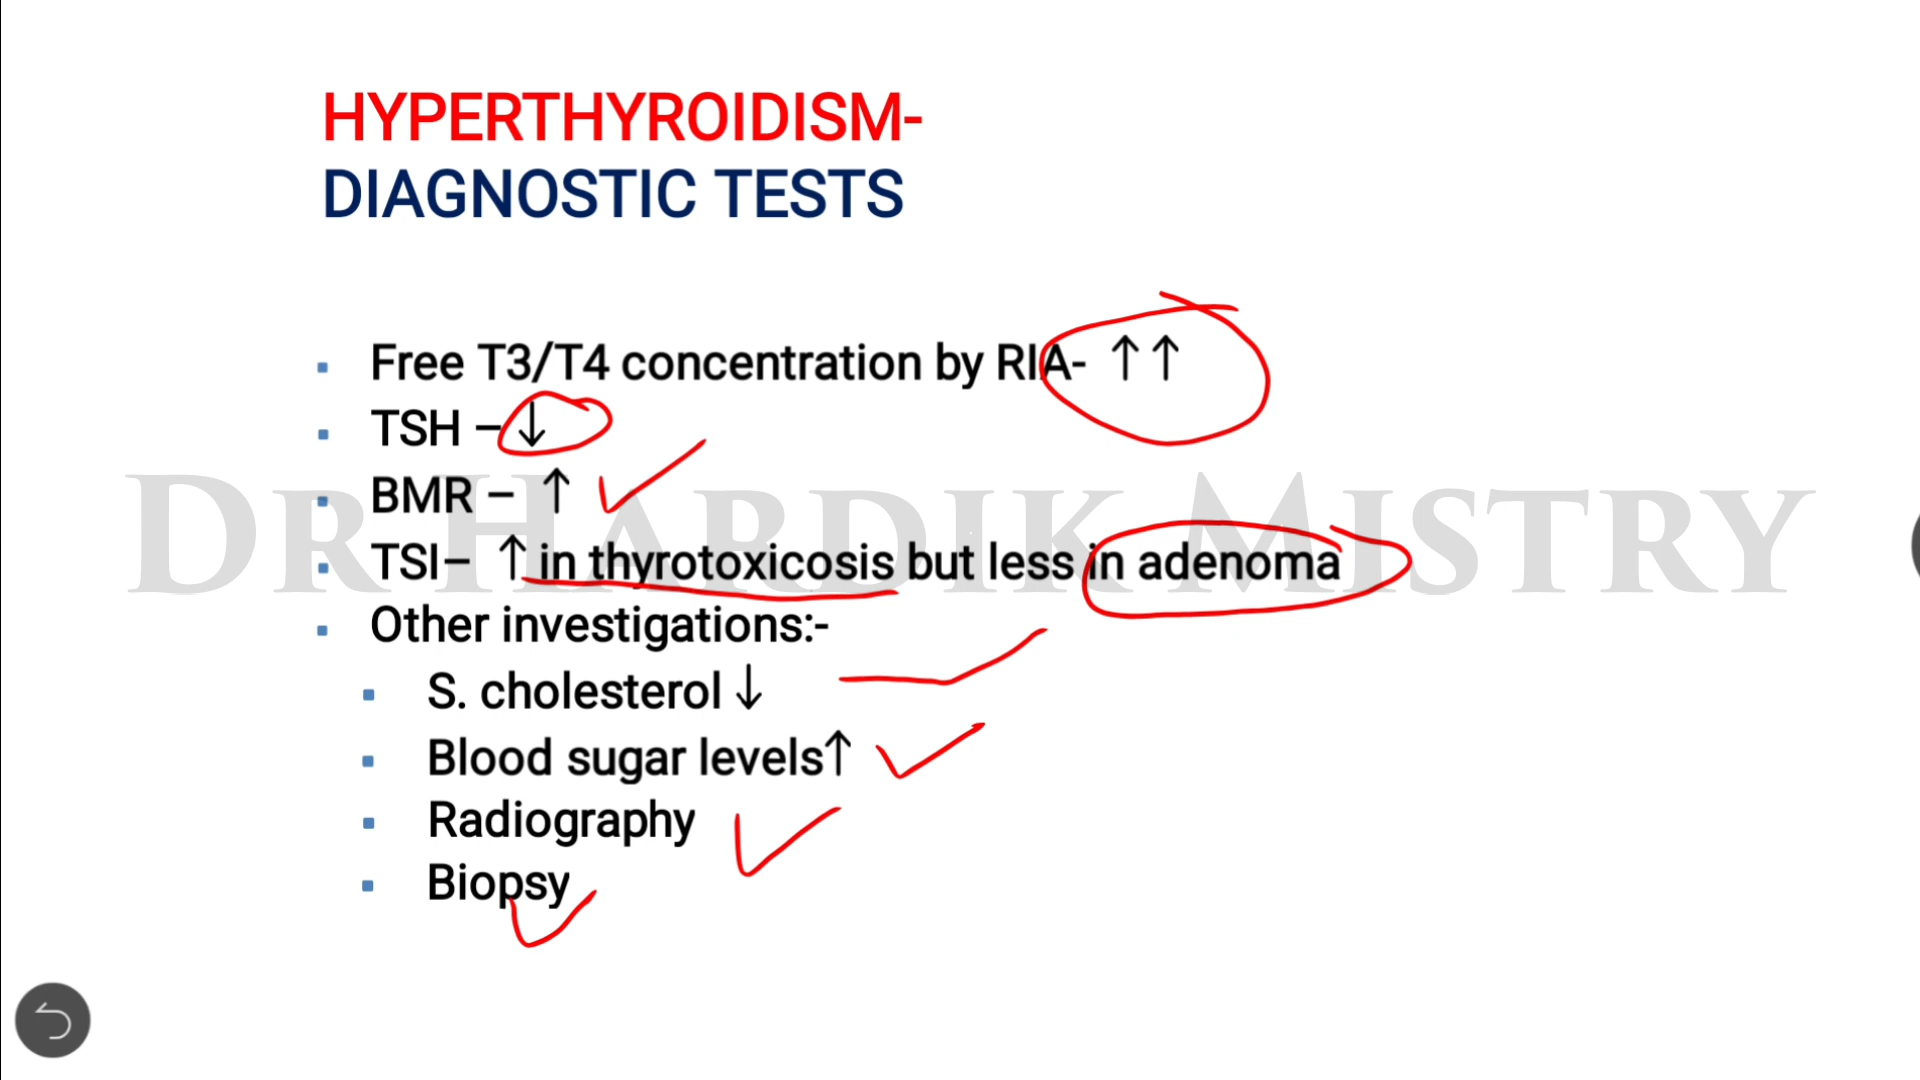 HYPERTHYROIDISM-
DIAGNOSTIC TESTS
Free T3/T4 concentration by RIA- ↑↑
TSH – ↓
BMR – ↑
TSI– ↑ in thyrotoxicosis but less in adenoma
Other investigations:-
S. cholesterol ↓
Blood sugar levels↑
Radiography
Biopsy
DR HARDIK MISTRY